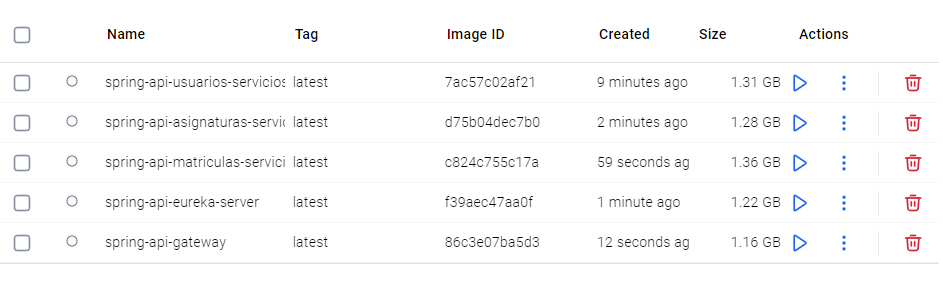 Name Tag Image ID Created Size Actions
spring-api-usuarios-servicios latest 7ac57c02af21 9 minutes ago 1.31 GB
spring-api-asignaturas-servic latest d75b04dec7b0 2 minutes ago 1.28 GB
spring-api-matriculas-servici latest c824c755c17a 59 seconds ag 1.36 GB
spring-api-eureka-server latest f39aec47aa0f 1 minute ago 1.22 GB
spring-api-gateway latest 86c3e07ba5d3 12 seconds ag 1.16 GB